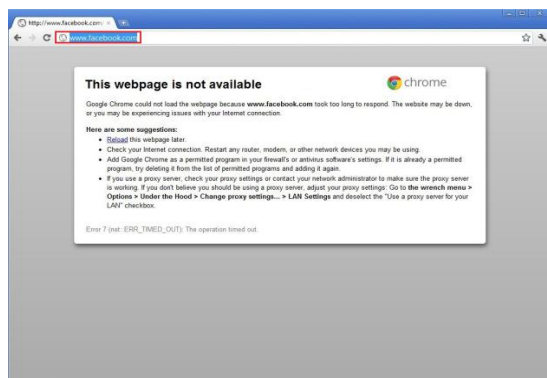 http://www.facebook.com/
www.facebook.com
This webpage is not available
chrome
Google Chrome could not load the webpage because www.facebook.com took too long to respond. The website may be down,
or you may be experiencing issues with your Internet connection.
Here are some suggestions:
Reload this webpage later.
Check your Internet connection. Restart any router, modem, or other network devices you may be using.
Add Google Chrome as a permitted program in your firewall's or antivirus software's settings. If it is already a permitted
program, try deleting it from the list of permitted programs and adding it again.
If you use a proxy server, check your proxy settings or contact your network administrator to make sure the proxy server
is working. If you don't believe you should be using a proxy server, adjust your proxy settings: Go to the wrench menu >
Options > Under the Hood > Change proxy settings... > LAN Settings and deselect the "Use a proxy server for your
LAN" checkbox.
Error 7 (net::ERR_TIMED_OUT): The operation timed out.